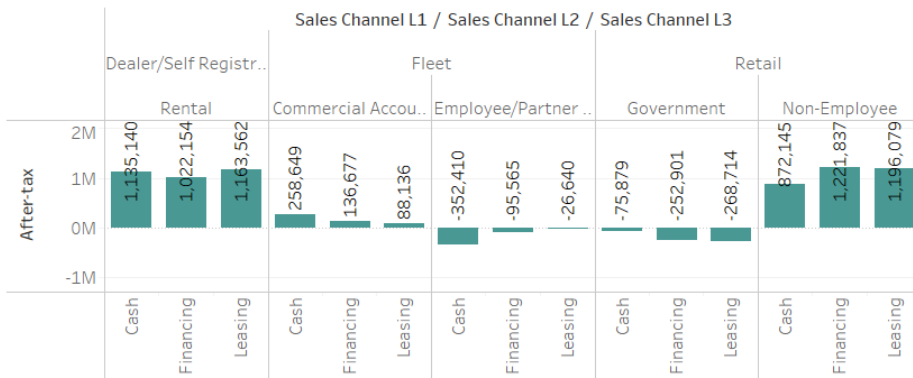 Sales Channel L1 / Sales Channel L2 / Sales Channel L3
Dealer/Self Registr.. Fleet Retail
Rental Commercial Accou.. Employee/Partner .. Government Non-Employee
After-tax
2M
1M
0M
-1M
1,135,140
1,022,154
1,163,562
258,649
136,677
88,136
-352,410
-95,565
-26,640
-75,879
-252,901
-268,714
872,145
1,221,837
1,196,079
Cash
Financing
Leasing
Cash
Financing
Leasing
Cash
Financing
Leasing
Cash
Financing
Leasing
Cash
Financing
Leasing